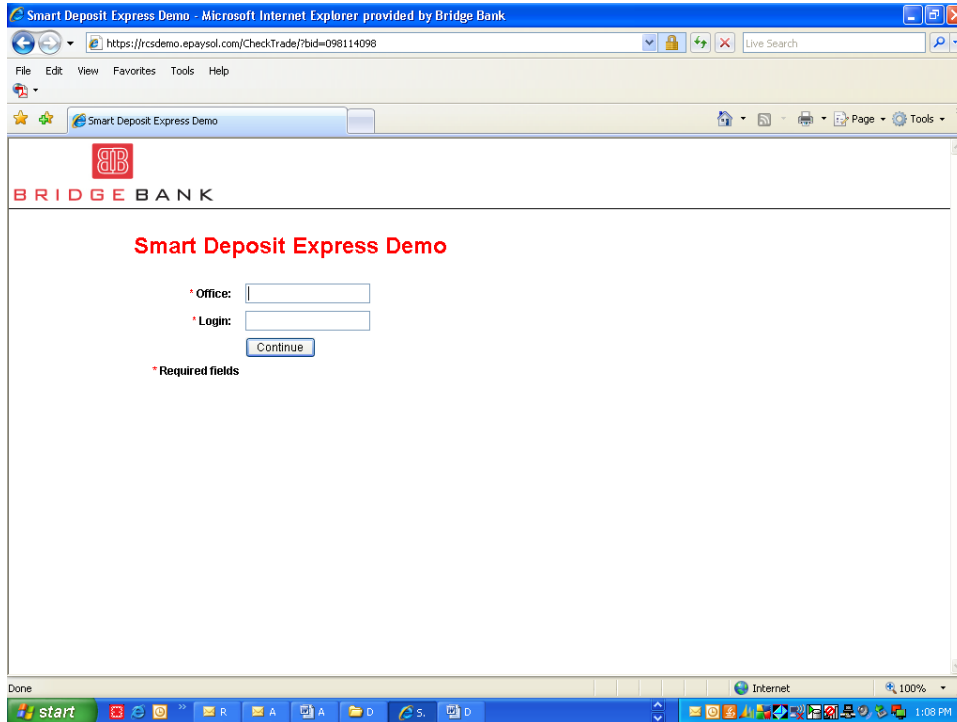 Smart Deposit Express Demo - Microsoft Internet Explorer provided by Bridge Bank
https://rcsdemo.epaysol.com/CheckTrade/?bid=098114098
Live Search
File Edit View Favorites Tools Help
Smart Deposit Express Demo
Page Tools
BRIDGE BANK
Smart Deposit Express Demo
* Office:
* Login:
Continue
* Required fields
Done
Internet
100%
start
R
A
A
D
S.
D
1:08 PM